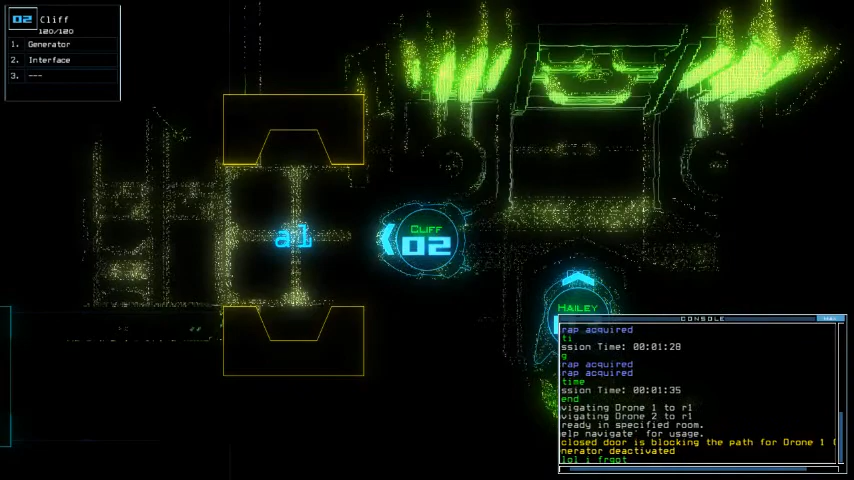 02 Cliff
120/120
1. Generator
2. Interface
3. ---
a1
CLIFF
02
HAILEY
CONSOLE
rap acquired
ti
ssion Time: 00:01:28
g
rap acquired
rap acquired
time
ssion Time: 00:01:35
end
vigating Drone 1 to r1
vigating Drone 2 to r1
ready in specified room.
elp navigate' for usage.
closed door is blocking the path for Drone 1 (
nerator deactivated
lol i frgot